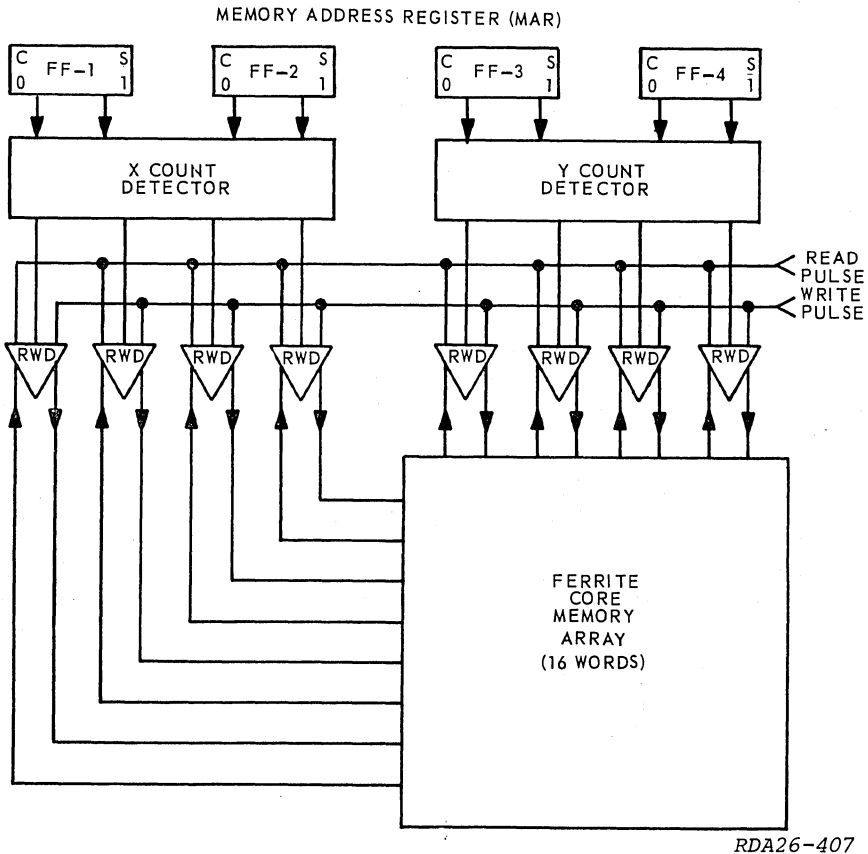 MEMORY ADDRESS REGISTER (MAR)
C S
FF-1
0 1
C S
FF-2
0 1
C S
FF-3
0 1
C S
FF-4
0 1
X COUNT
DETECTOR
Y COUNT
DETECTOR
READ
PULSE
WRITE
PULSE
RWD
RWD
RWD
RWD
RWD
RWD
RWD
RWD
FERRITE
CORE
MEMORY
ARRAY
(16 WORDS)
RDA26-407